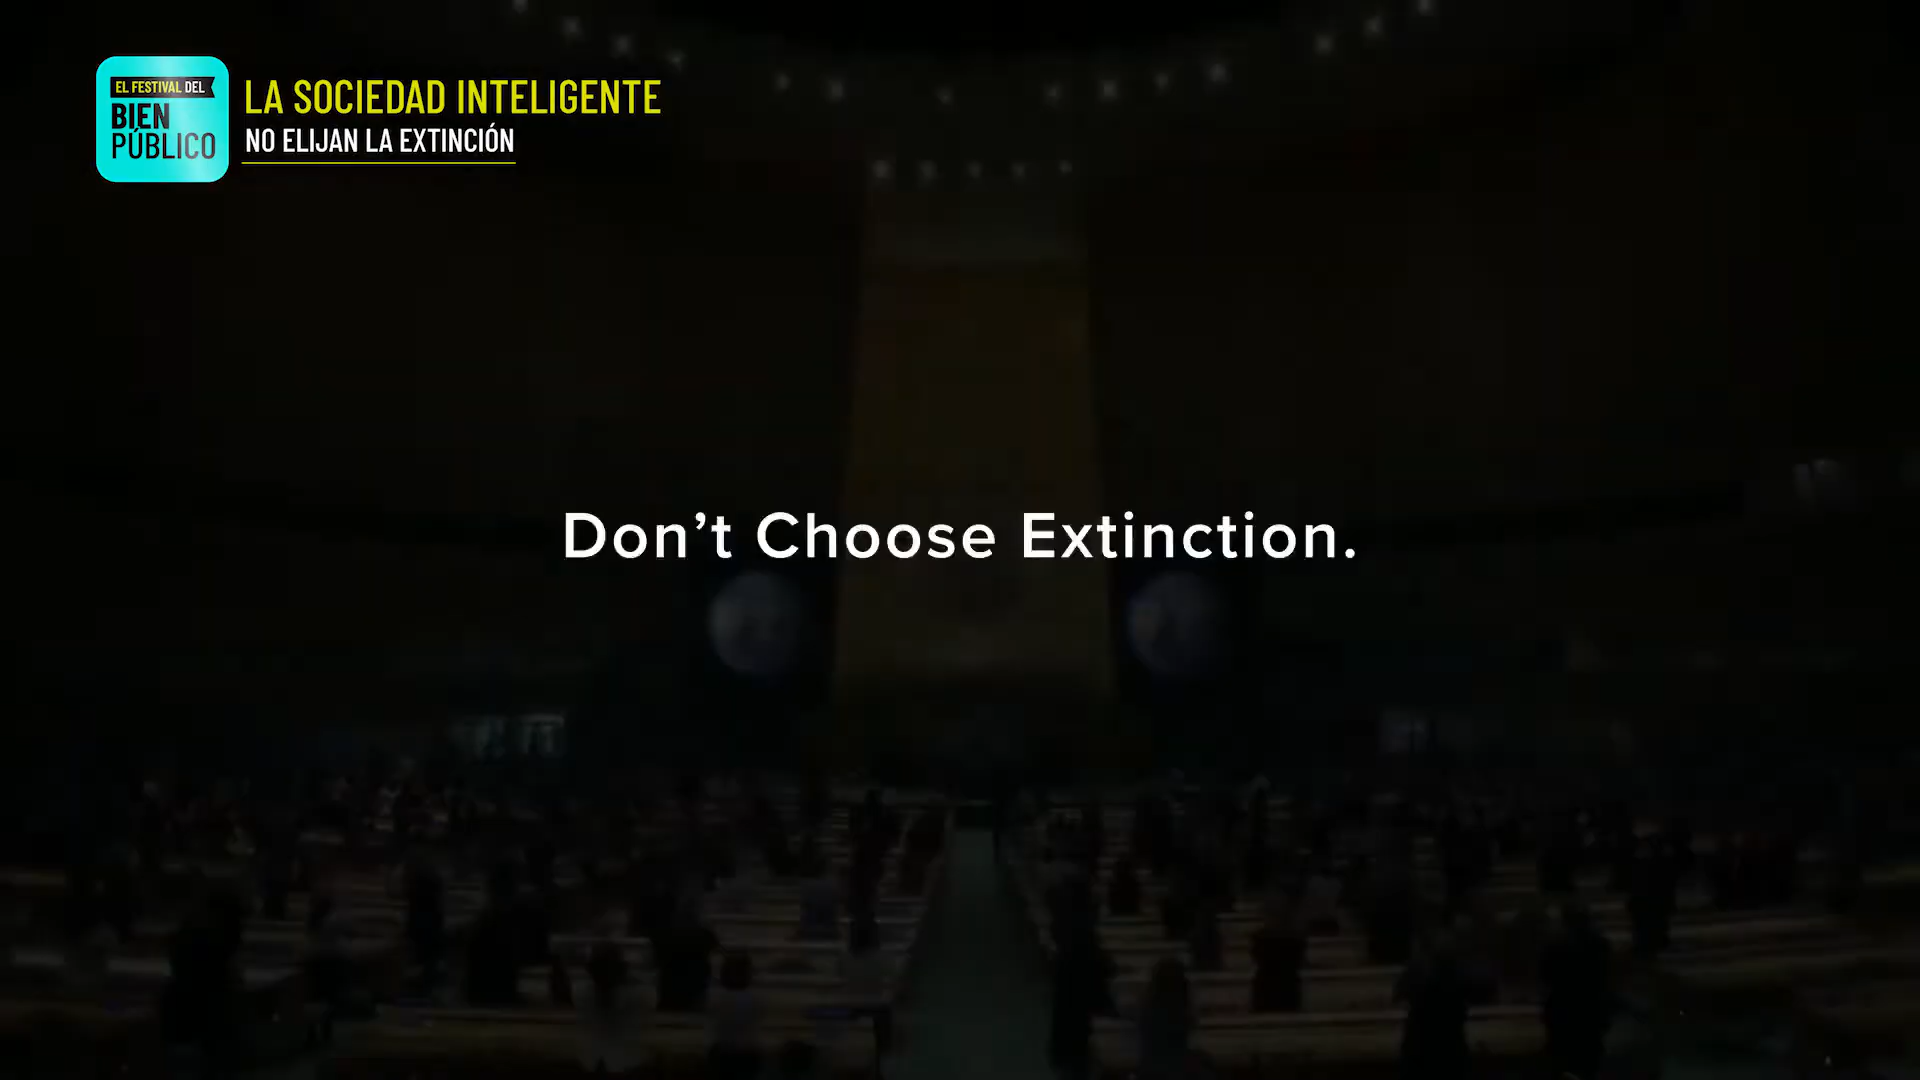 EL FESTIVAL DEL
BIEN
PÚBLICO
LA SOCIEDAD INTELIGENTE
NO ELIJAN LA EXTINCIÓN
Don’t Choose Extinction.